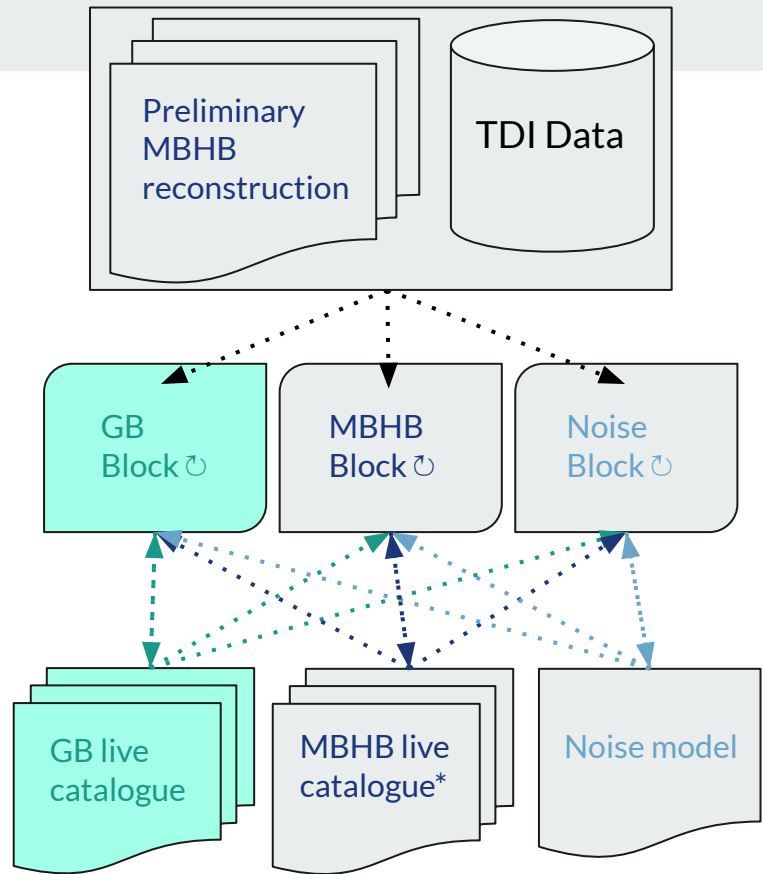 Preliminary
MBHB
reconstruction
TDI Data
GB
Block ↻
MBHB
Block ↻
Noise
Block ↻
GB live
catalogue
MBHB live
catalogue*
Noise model